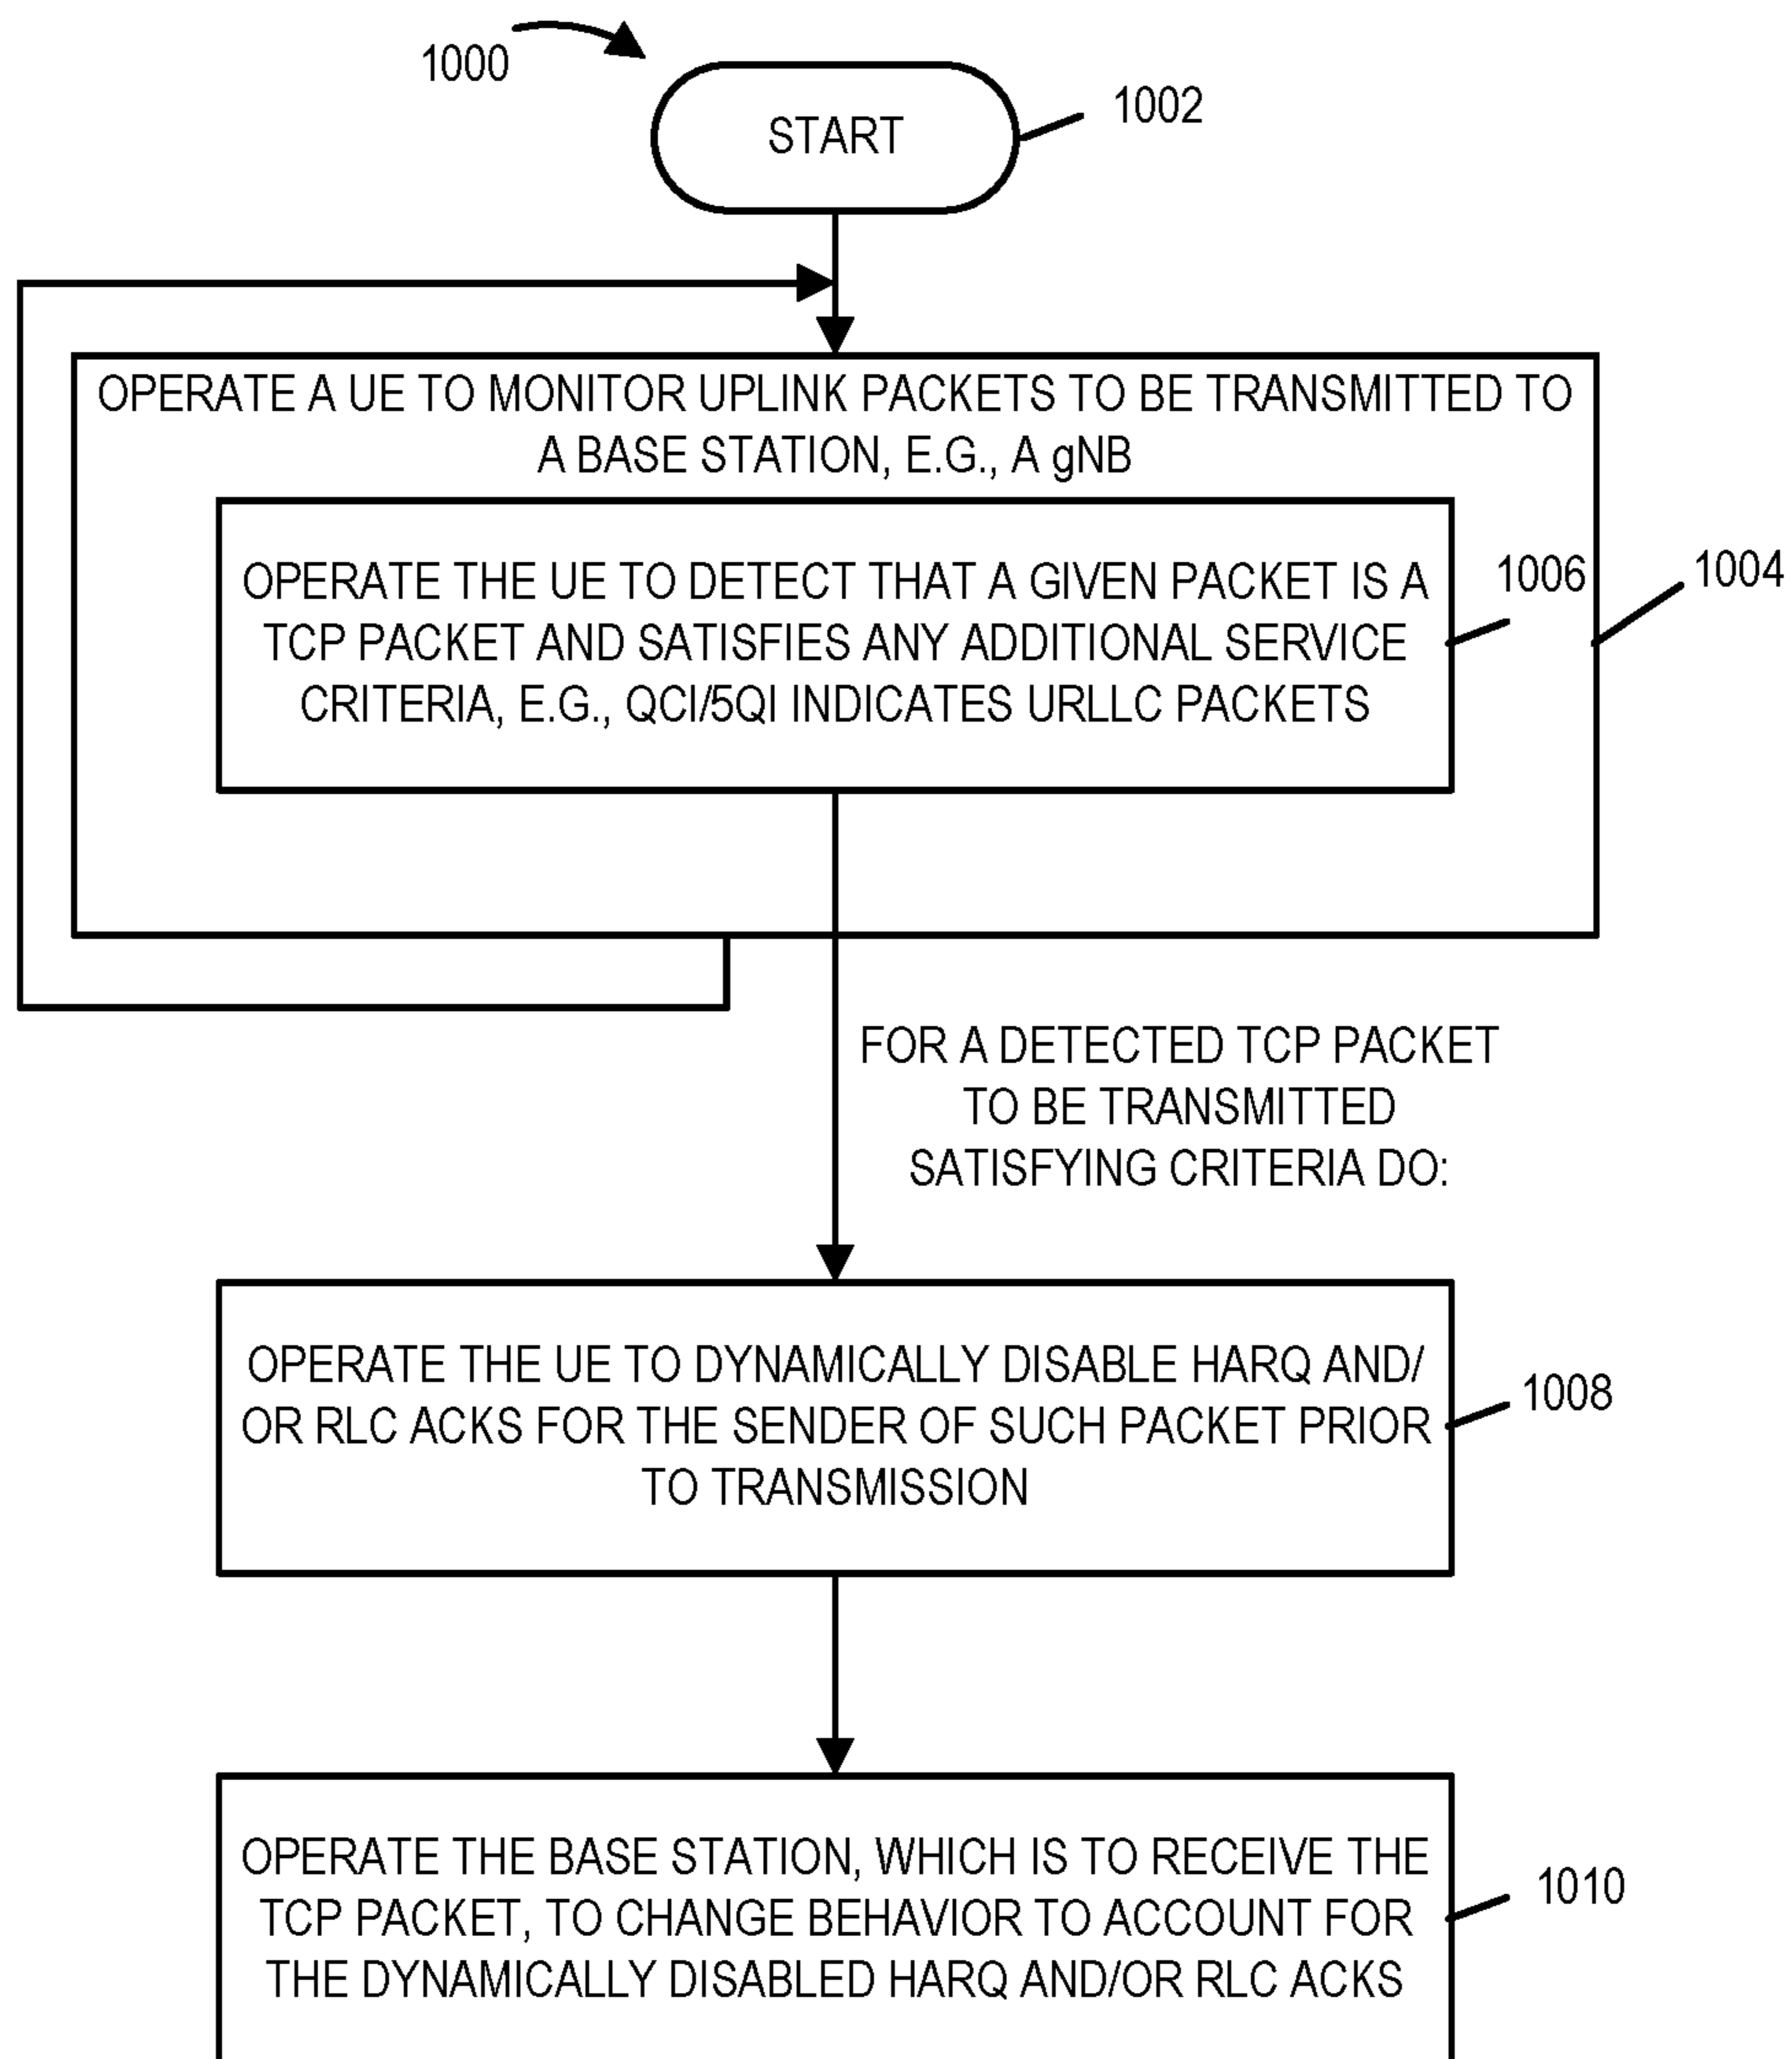 1000
START
1002
OPERATE A UE TO MONITOR UPLINK PACKETS TO BE TRANSMITTED TO
A BASE STATION, E.G., A gNB
OPERATE THE UE TO DETECT THAT A GIVEN PACKET IS A
TCP PACKET AND SATISFIES ANY ADDITIONAL SERVICE
CRITERIA, E.G., QCI/5QI INDICATES URLLC PACKETS
1006
1004
FOR A DETECTED TCP PACKET
TO BE TRANSMITTED
SATISFYING CRITERIA DO:
OPERATE THE UE TO DYNAMICALLY DISABLE HARQ AND/
OR RLC ACKS FOR THE SENDER OF SUCH PACKET PRIOR
TO TRANSMISSION
1008
OPERATE THE BASE STATION, WHICH IS TO RECEIVE THE
TCP PACKET, TO CHANGE BEHAVIOR TO ACCOUNT FOR
THE DYNAMICALLY DISABLED HARQ AND/OR RLC ACKS
1010